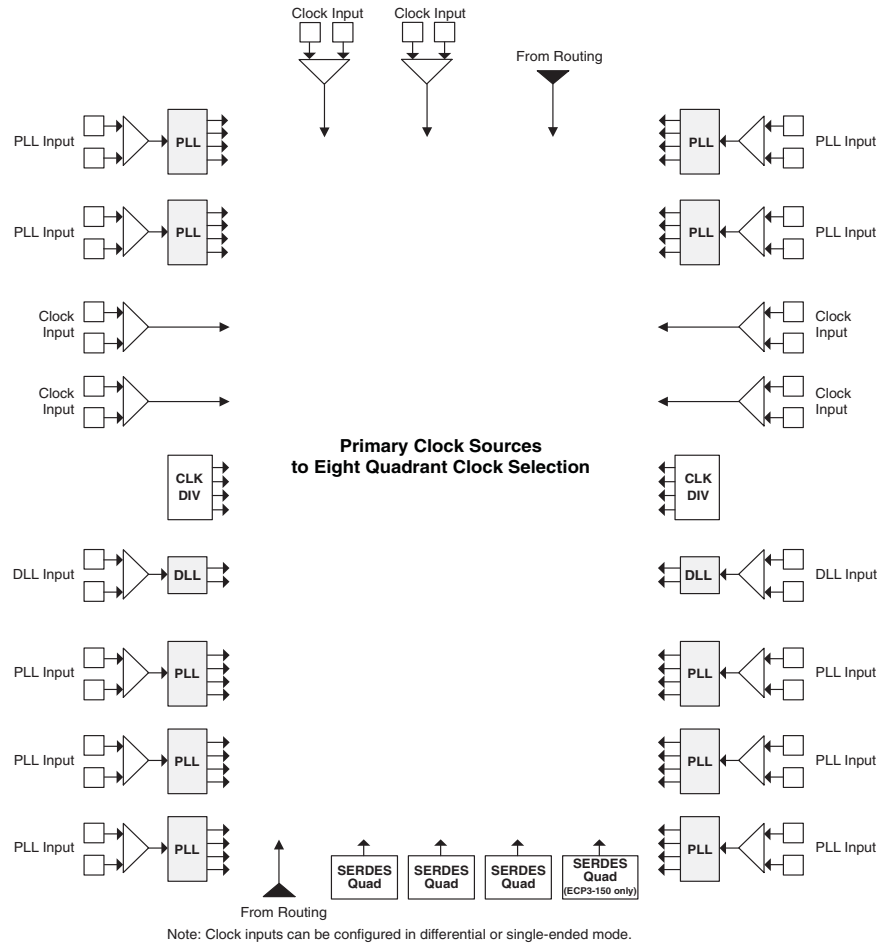 Clock Input Clock Input
From Routing
PLL Input PLL PLL PLL Input
PLL Input PLL PLL PLL Input
Clock Input Clock Input
Clock Input Clock Input
Primary Clock Sources
to Eight Quadrant Clock Selection
CLK DIV CLK DIV
DLL Input DLL DLL DLL Input
PLL Input PLL PLL PLL Input
PLL Input PLL PLL PLL Input
PLL Input PLL PLL PLL Input
SERDES Quad SERDES Quad SERDES Quad SERDES Quad (ECP3-150 only)
From Routing
Note: Clock inputs can be configured in differential or single-ended mode.